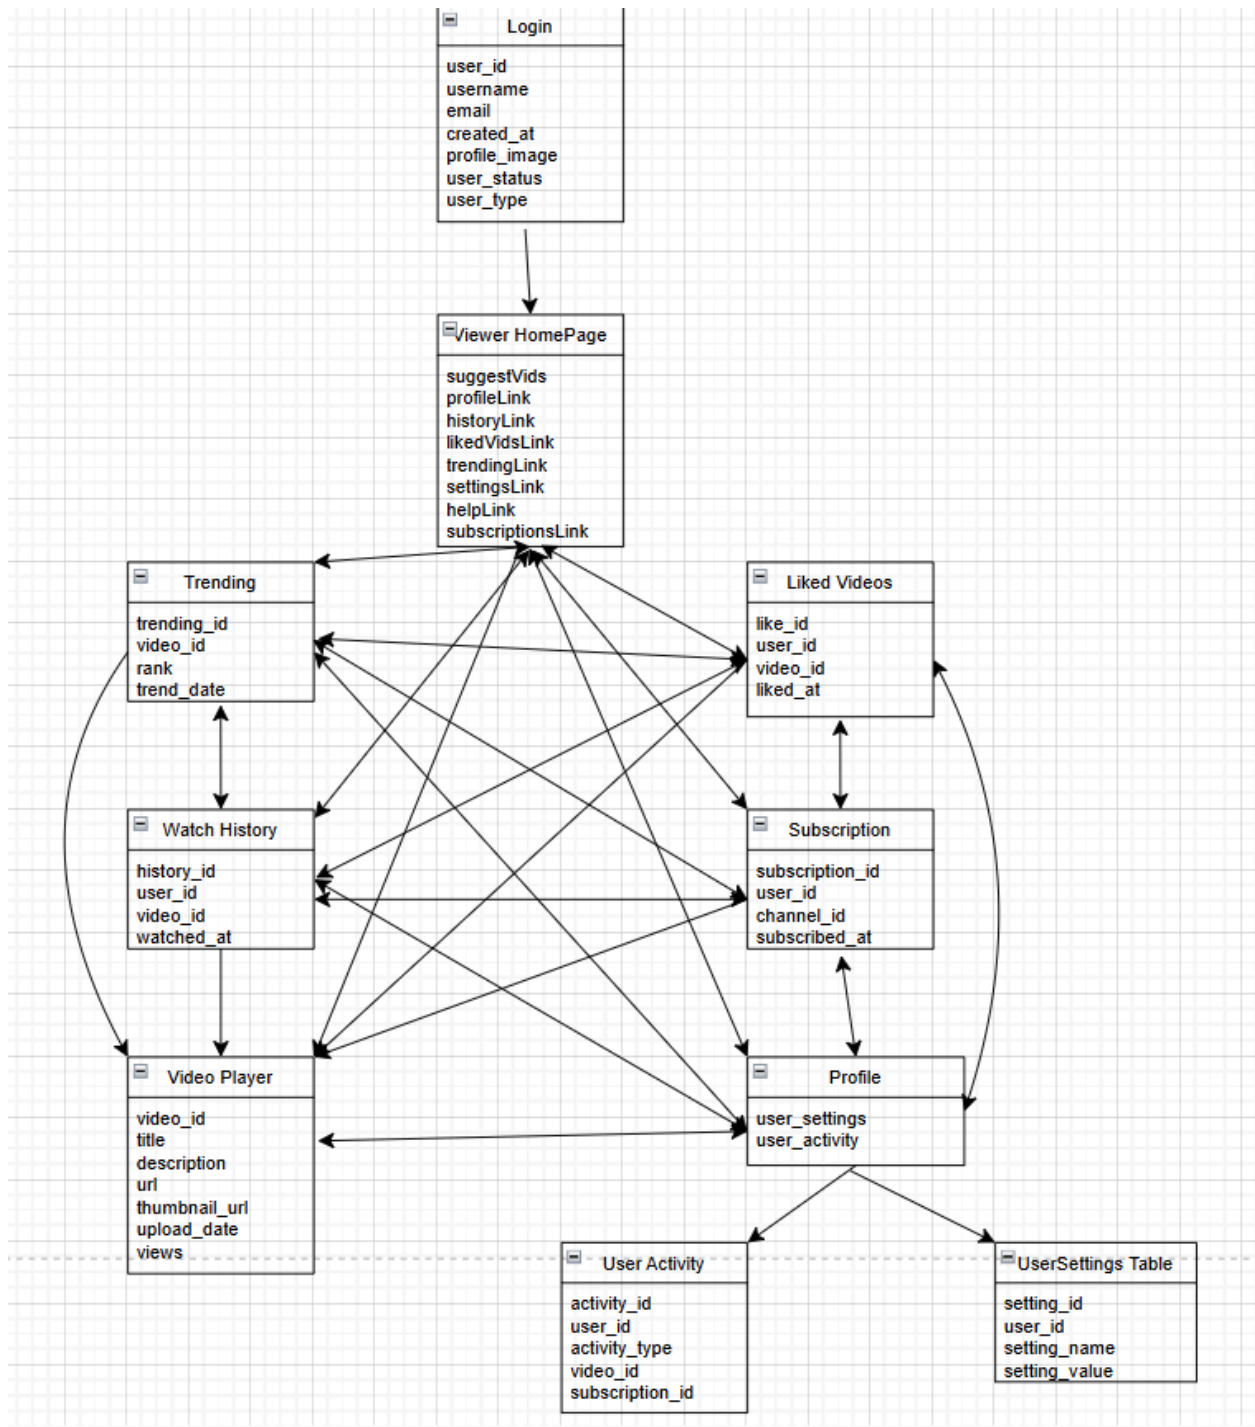 Login
user_id
username
email
created_at
profile_image
user_status
user_type
Viewer HomePage
suggestVids
profileLink
historyLink
likedVidsLink
trendingLink
settingsLink
helpLink
subscriptionsLink
Trending
trending_id
video_id
rank
trend_date
Liked Videos
like_id
user_id
video_id
liked_at
Watch History
history_id
user_id
video_id
watched_at
Subscription
subscription_id
user_id
channel_id
subscribed_at
Video Player
video_id
title
description
url
thumbnail_url
upload_date
views
Profile
user_settings
user_activity
User Activity
activity_id
user_id
activity_type
video_id
subscription_id
UserSettings Table
setting_id
user_id
setting_name
setting_value